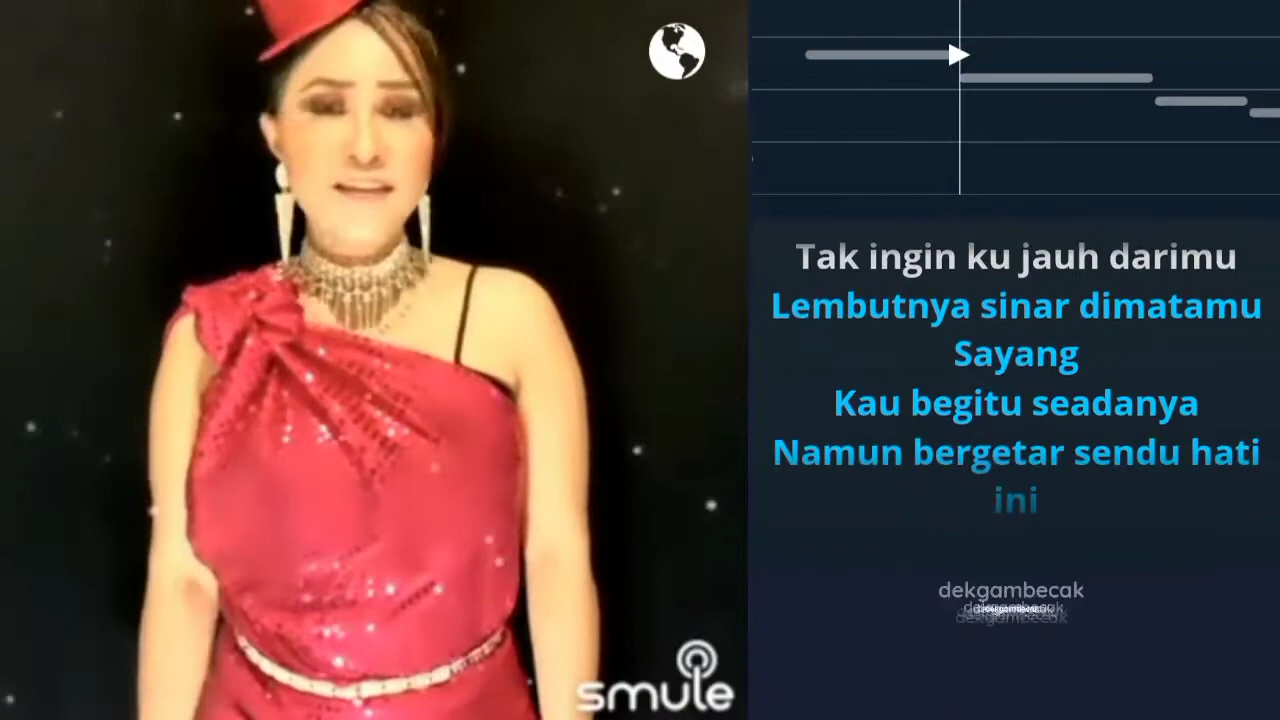 Tak ingin ku jauh darimu
Lembutnya sinar dimatamu
Sayang
Kau begitu seadanya
Namun bergetar sendu hati
ini
dekgambecak
dekgambecak
smule